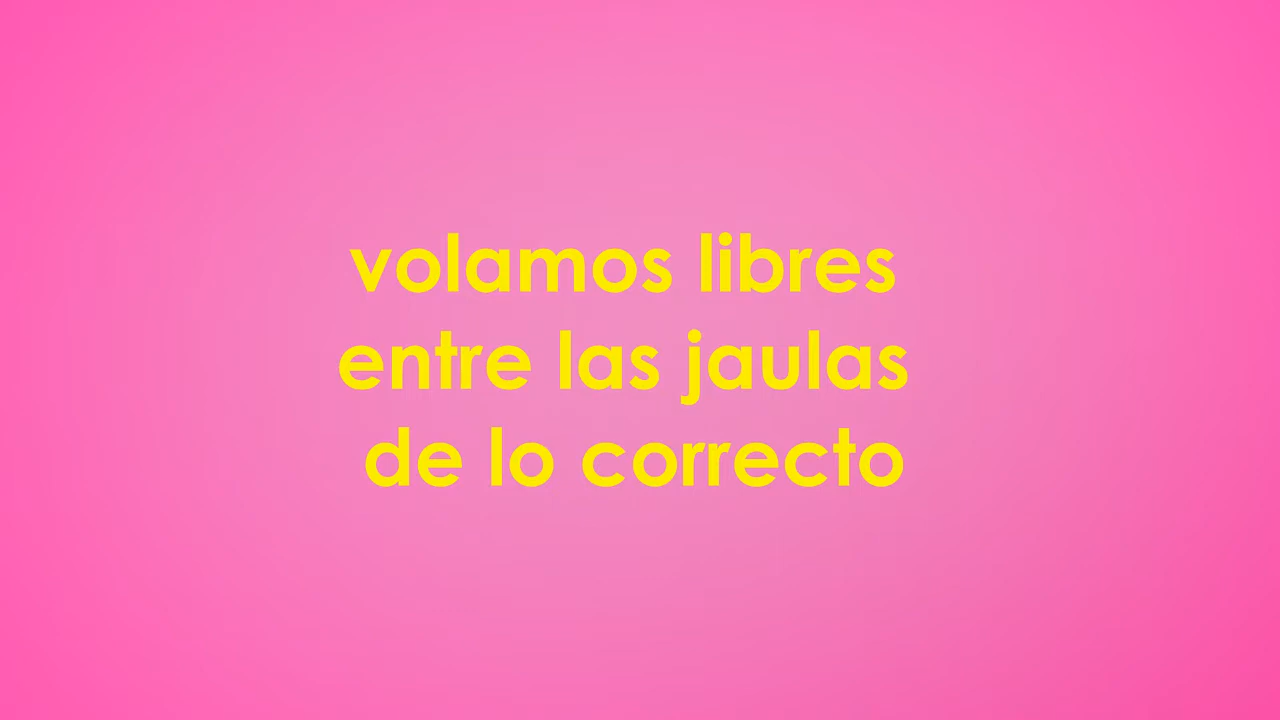 volamos libres
entre las jaulas
de lo correcto